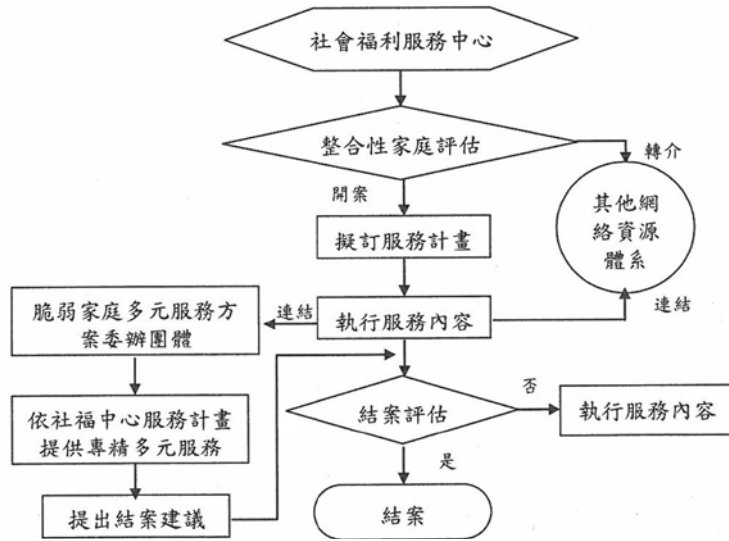 社會福利服務中心
整合性家庭評估
轉介
開案
其他網
絡資源
體系
擬訂服務計畫
脆弱家庭多元服務方
案委辦團體
連結
執行服務內容
連結
依社福中心服務計畫
提供專精多元服務
結案評估
否
執行服務內容
是
提出結案建議
結案